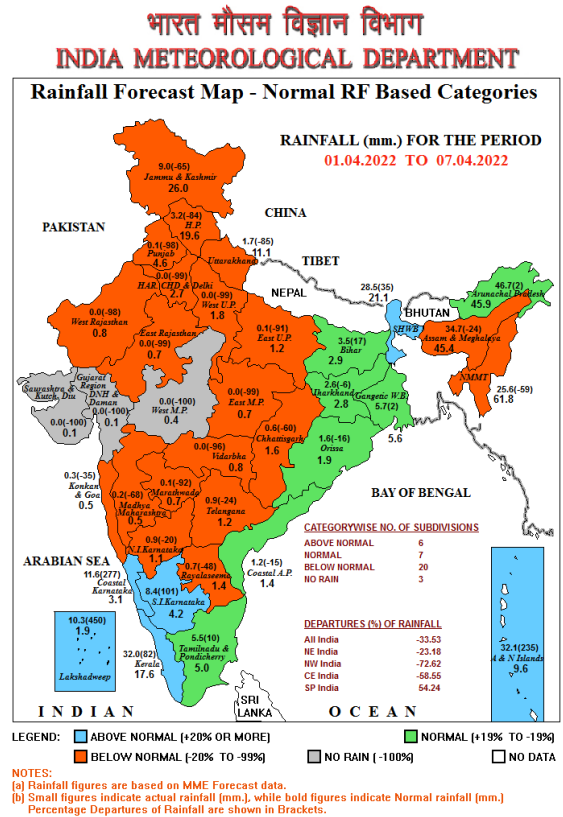 भारत मौसम विज्ञान विभाग
INDIA METEOROLOGICAL DEPARTMENT
Rainfall Forecast Map - Normal RF Based Categories
RAINFALL (mm.) FOR THE PERIOD
01.04.2022 TO 07.04.2022
9.0(-65)
Jammu & Kashmir
26.0
CHINA
3.2(-84)
H.P.
19.6
PAKISTAN
0.1(-98)
Punjab
4.6
1.7(-85)
Uttarakhand
11.1
TIBET
0.0(-99)
HAR. CHD & Delhi
2.7
NEPAL
28.5(35)
21.1
SHWB
BHUTAN
46.7(2)
Arunachal Pradesh
45.9
0.0(-98)
West Rajasthan
0.8
0.0(-99)
West U.P.
1.8
East Rajasthan
0.0(-99)
0.7
0.1(-91)
East U.P.
1.2
3.5(17)
Bihar
2.9
34.7(-24)
Assam & Meghalaya
45.4
NMMT
25.6(-59)
61.8
Gujarat
Region
DNH &
Daman
0.0(-100)
0.1
Saurashtra &
Kutch, Diu
0.0(-100)
0.1
0.0(-100)
West M.P.
0.4
0.0(-99)
East M.P.
0.7
2.6(-6)
Jharkhand
2.8
Gangetic W.B.
5.7(2)
5.6
0.6(-60)
Chhattisgarh
1.6
1.6(-16)
Orissa
1.9
0.0(-96)
Vidarbha
0.8
0.3(-35)
Konkan
& Goa
0.5
0.2(-68)
Madhya
Maharashtra
0.5
0.1(-92)
Marathwada
0.7
0.9(-24)
Telangana
1.2
BAY OF BENGAL
0.9(-20)
N.I.Karnataka
1.1
0.7(-48)
Rayalaseema
1.4
1.2(-15)
Coastal A.P.
1.4
ARABIAN SEA
11.6(277)
Coastal
Karnataka
3.1
8.4(101)
S.I.Karnataka
4.2
10.3(450)
1.9
Lakshadweep
32.0(82)
Kerala
17.6
5.5(10)
Tamilnadu &
Pondicherry
5.0
32.1(235)
A & N Islands
9.6
CATEGORYWISE NO. OF SUBDIVISIONS
ABOVE NORMAL 6
NORMAL 7
BELOW NORMAL 20
NO RAIN 3
DEPARTURES (%) OF RAINFALL
All India -33.53
NE India -23.18
NW India -72.62
CE India -58.55
SP India 54.24
SRI
LANKA
INDIAN OCEAN
LEGEND: ABOVE NORMAL (+20% OR MORE) NORMAL (+19% TO -19%)
BELOW NORMAL (-20% TO -99%) NO RAIN ( -100%) NO DATA
NOTES:
(a) Rainfall figures are based on MME Forecast data.
(b) Small figures indicate actual rainfall (mm.), while bold figures indicate Normal rainfall (mm.)
Percentage Departures of Rainfall are shown in Brackets.